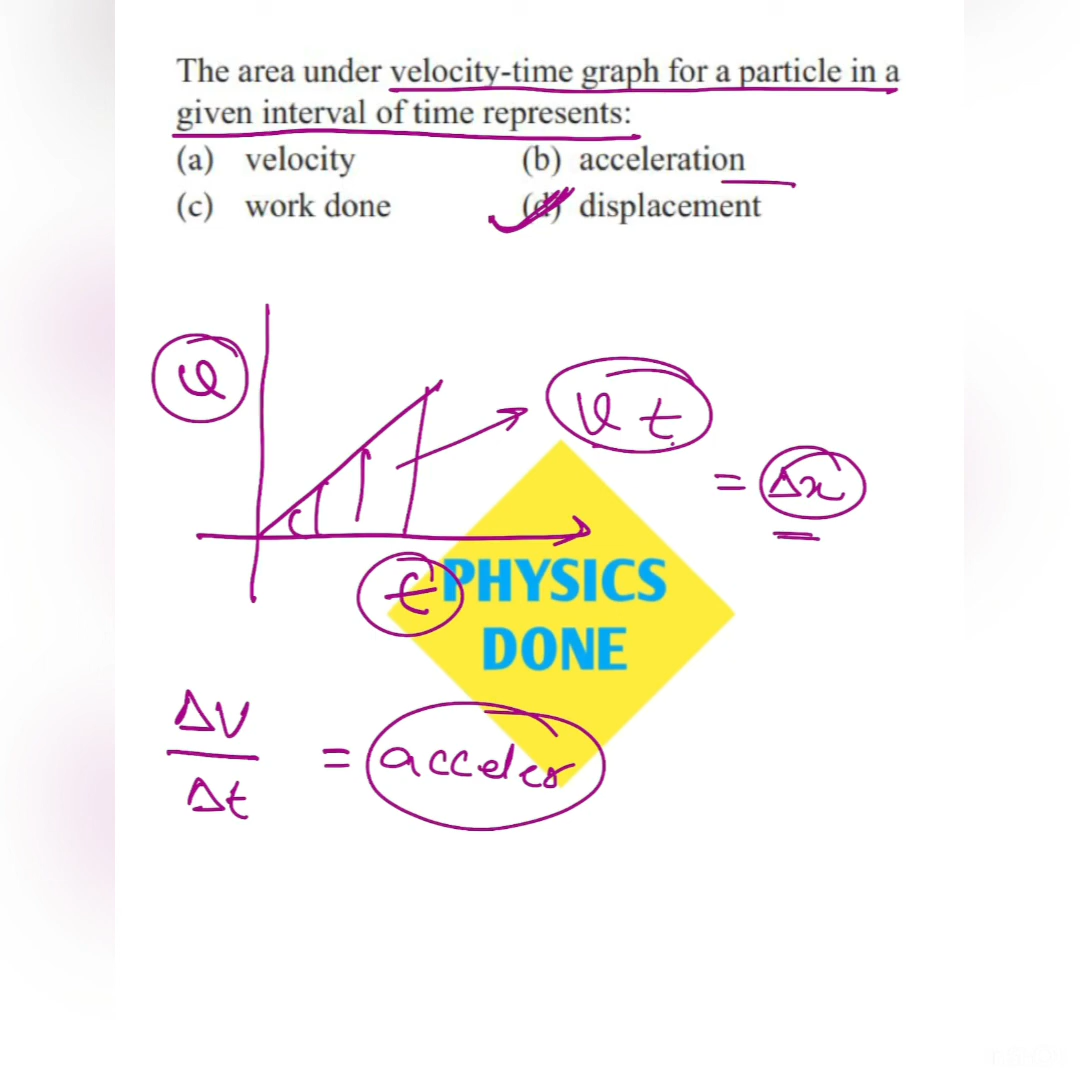 The area under velocity-time graph for a particle in a
given interval of time represents:
(a) velocity (b) acceleration
(c) work done (d) displacement
v
v t
= Δx
t
PHYSICS
DONE
Δv
= acceler
Δt